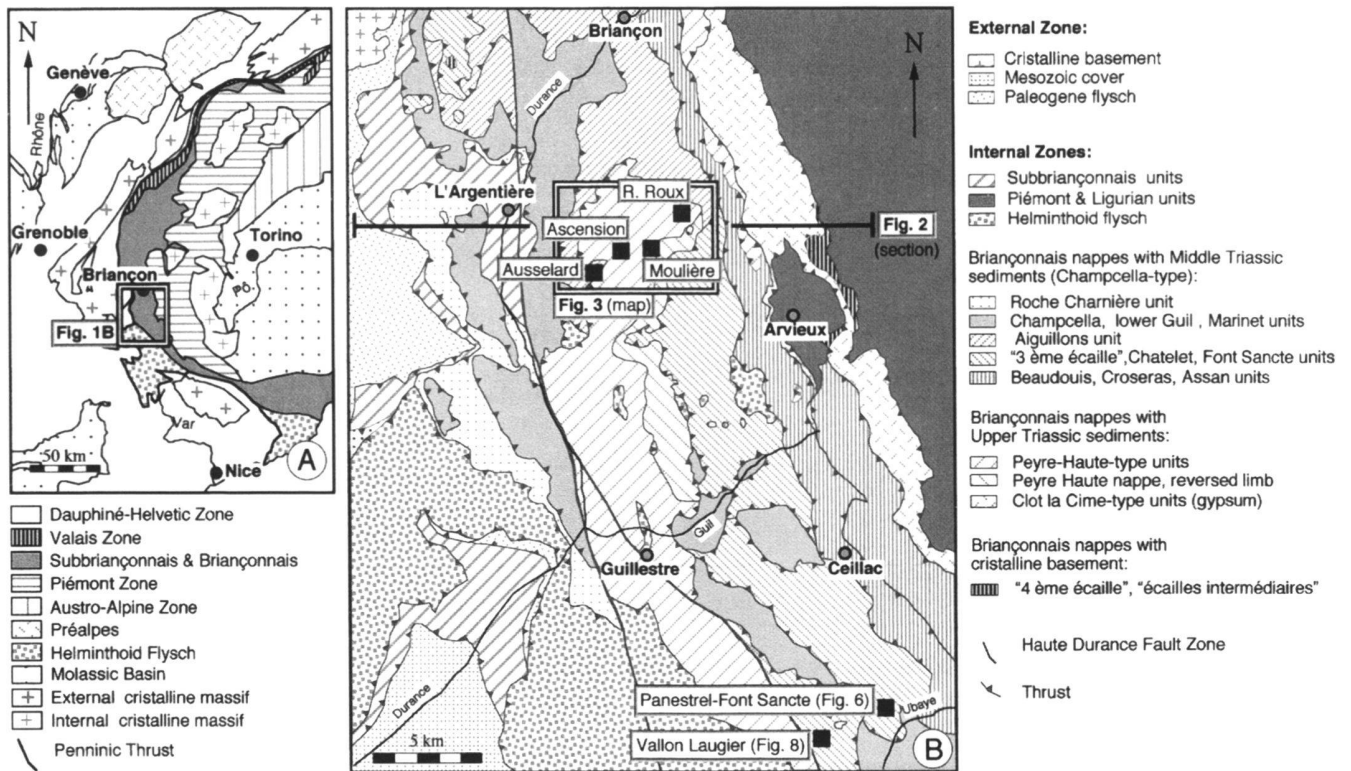 Genève
Rhône
Grenoble
Torino
Pô
Briançon
Fig. 1B
Var
Nice
50 km
A
N
Dauphiné-Helvetic Zone
Valais Zone
Subbriançonnais & Briançonnais
Piémont Zone
Austro-Alpine Zone
Préalpes
Helminthoid Flysch
Molassic Basin
External cristalline massif
Internal cristalline massif
Penninic Thrust
Briançon
N
Durance
L'Argentière
R. Roux
Ascension
Fig. 2
(section)
Ausselard
Moulière
Fig. 3 (map)
Arvieux
Guil
Guillestre
Ceillac
Durance
Panestrel-Font Sancte (Fig. 6)
Ubaye
Vallon Laugier (Fig. 8)
5 km
B
External Zone:
Cristalline basement
Mesozoic cover
Paleogene flysch
Internal Zones:
Subbriançonnais units
Piémont & Ligurian units
Helminthoid flysch
Briançonnais nappes with Middle Triassic
sediments (Champcella-type):
Roche Charnière unit
Champcella, lower Guil , Marinet units
Aiguillons unit
"3 ème écaille",Chatelet, Font Sancte units
Beaudouis, Croseras, Assan units
Briançonnais nappes with
Upper Triassic sediments:
Peyre-Haute-type units
Peyre Haute nappe, reversed limb
Clot la Cime-type units (gypsum)
Briançonnais nappes with
cristalline basement:
"4 ème écaille", "écailles intermédiaires"
Haute Durance Fault Zone
Thrust